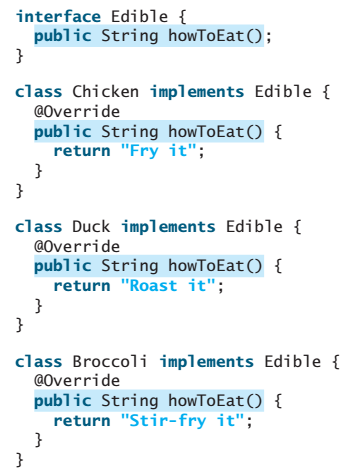 interface Edible {
  public String howToEat();
}
class Chicken implements Edible {
  @Override
  public String howToEat() {
    return "Fry it";
  }
}
class Duck implements Edible {
  @Override
  public String howToEat() {
    return "Roast it";
  }
}
class Broccoli implements Edible {
  @Override
  public String howToEat() {
    return "Stir-fry it";
  }
}